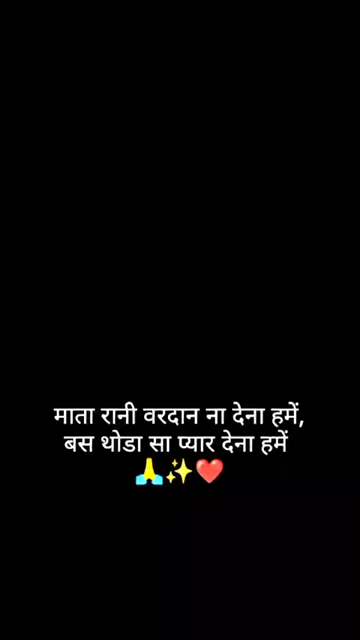 माता रानी वरदान ना देना हमें,
बस थोडा सा प्यार देना हमें
🙏✨❤️